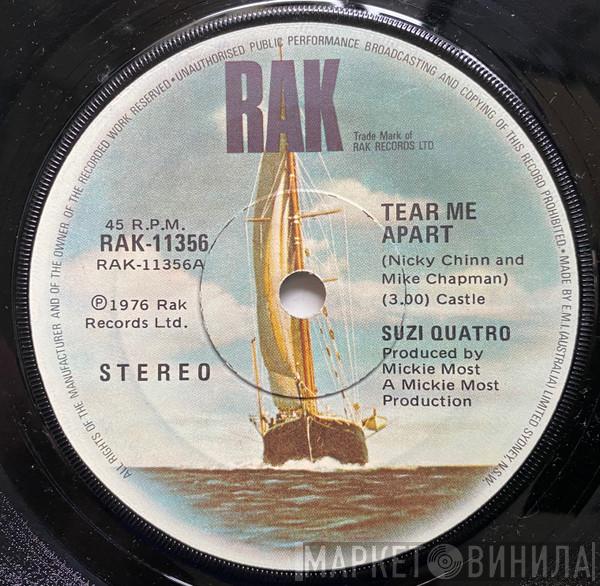 ALL RIGHTS OF THE MANUFACTURER AND OF THE OWNER OF THE RECORDED WORK RESERVED•UNAUTHORISED PUBLIC PERFORMANCE BROADCASTING AND COPYING OF THIS RECORD PROHIBITED•MADE BY E.M.I. (AUSTRALIA) LIMITED SYDNEY, N.S.W.
RAK
Trade Mark of
RAK RECORDS LTD
45 R.P.M.
RAK-11356
RAK-11356A
℗1976 Rak
Records Ltd.
STEREO
TEAR ME
APART
(Nicky Chinn and
Mike Chapman)
(3.00) Castle
SUZI QUATRO
Produced by
Mickie Most
A Mickie Most
Production
МАРКЕТ ВИНИЛА